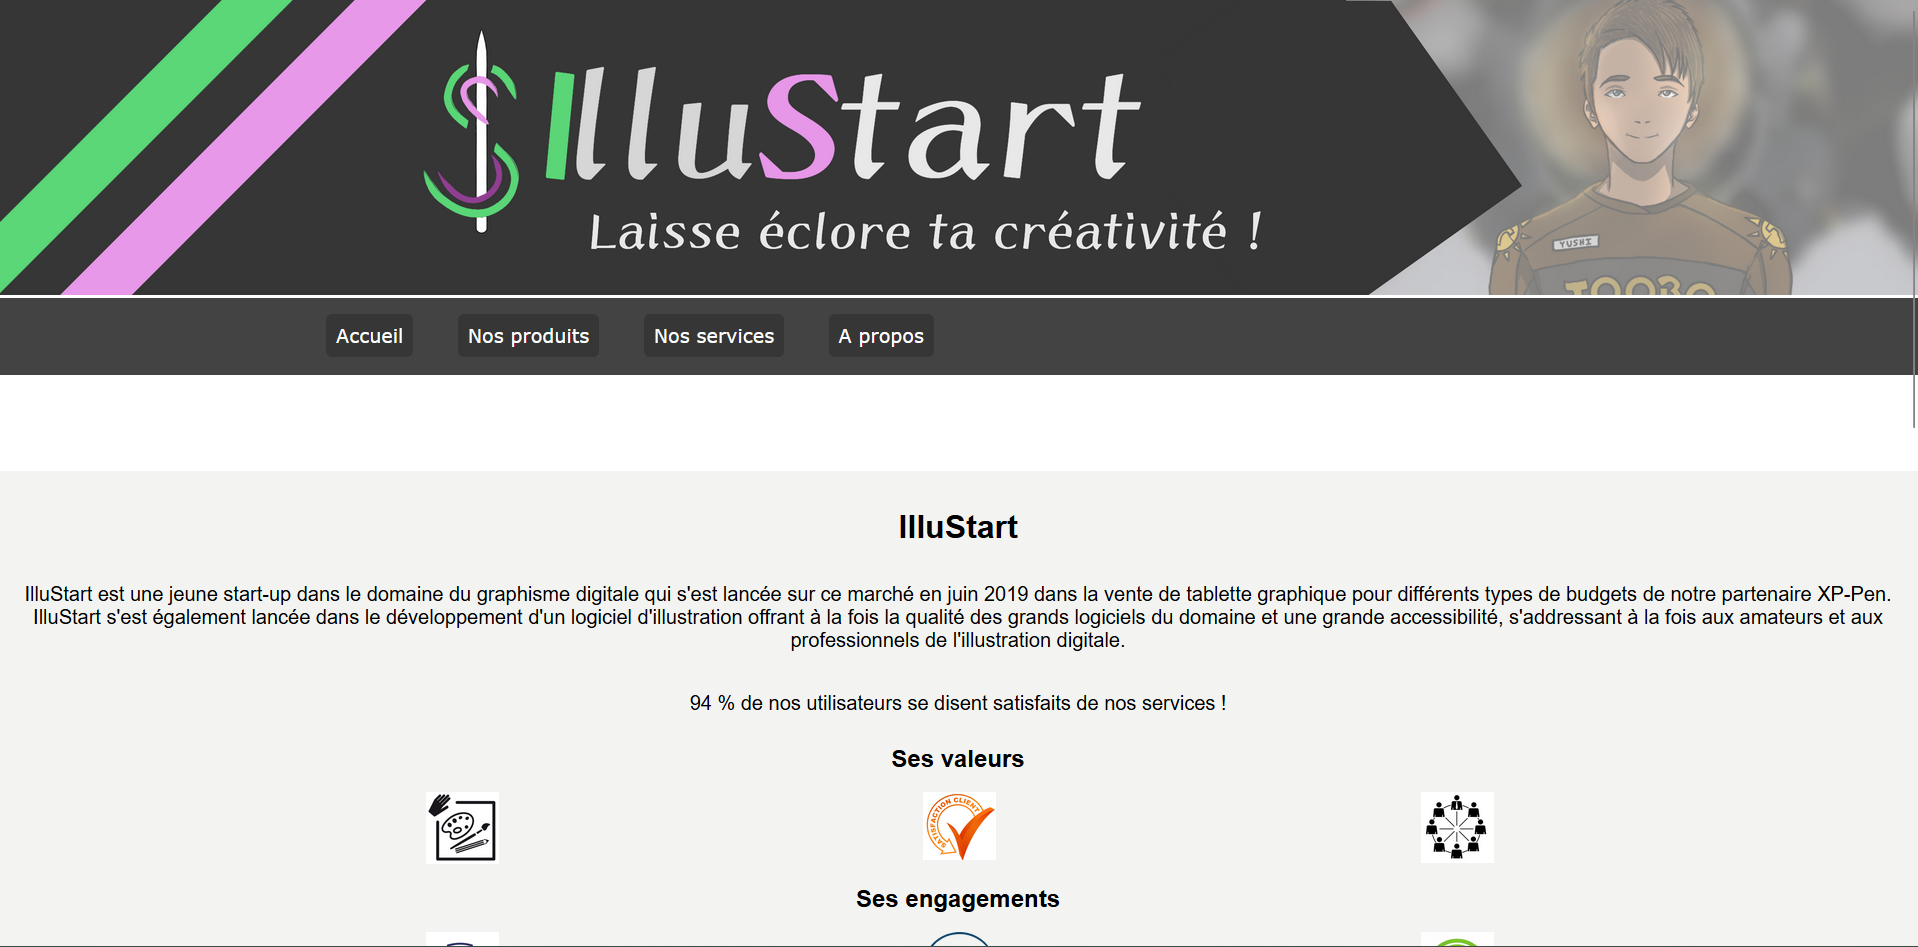 IlluStart
Laisse éclore ta créativité !
YUSHI
Accueil
Nos produits
Nos services
A propos
IlluStart
IlluStart est une jeune start-up dans le domaine du graphisme digitale qui s'est lancée sur ce marché en juin 2019 dans la vente de tablette graphique pour différents types de budgets de notre partenaire XP-Pen.
IlluStart s'est également lancée dans le développement d'un logiciel d'illustration offrant à la fois la qualité des grands logiciels du domaine et une grande accessibilité, s'addressant à la fois aux amateurs et aux
professionnels de l'illustration digitale.
94 % de nos utilisateurs se disent satisfaits de nos services !
Ses valeurs
SATISFACTION CLIENT
Ses engagements